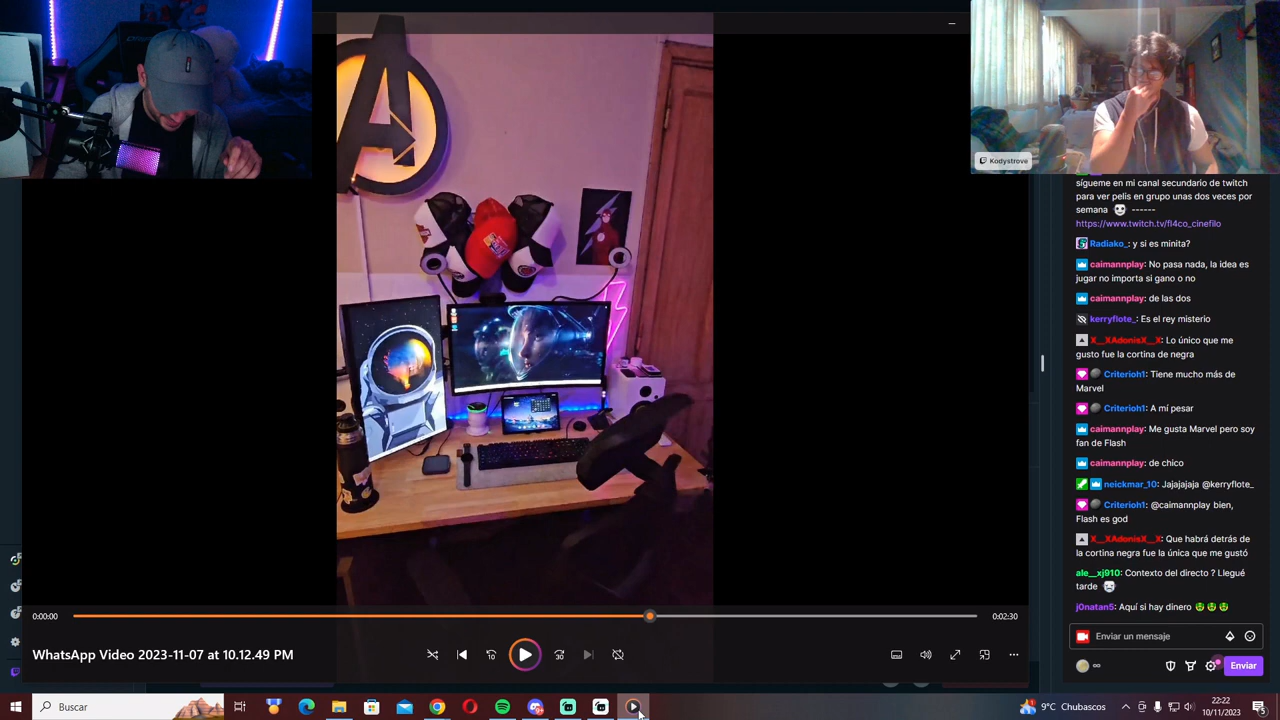 Kodystrove
sígueme en mi canal secundario de twitch
para ver pelis en grupo unas dos veces por
semana ------
https://www.twitch.tv/fl4co_cinefilo
Radiako_: y si es minita?
caimannplay: No pasa nada, la idea es
jugar no importa si gano o no
caimannplay: de las dos
kerryflote_: Es el rey misterio
X__XAdonisX__X: Lo único que me
gusto fue la cortina de negra
Criterioh1: Tiene mucho más de
Marvel
Criterioh1: A mí pesar
caimannplay: Me gusta Marvel pero soy
fan de Flash
caimannplay: de chico
neickmar_10: Jajajajaja @kerryflote_
Criterioh1: @caimannplay bien,
Flash es god
X__XAdonisX__X: Que habrá detrás de
la cortina negra fue la única que me gustó
ale__xj910: Contexto del directo ? Llegué
tarde
j0natan5: Aquí si hay dinero
0:00:00
0:02:30
Enviar un mensaje
WhatsApp Video 2023-11-07 at 10.12.49 PM
10
30
Enviar
Buscar
9°C Chubascos
22:22
10/11/2023
5